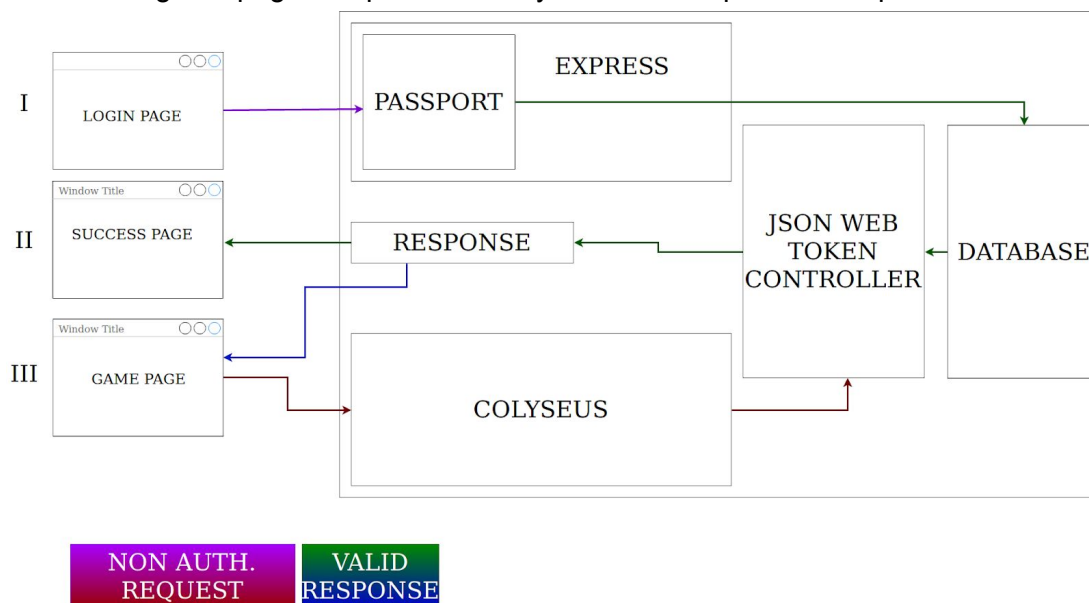 I
LOGIN PAGE
PASSPORT
EXPRESS
Window Title
II
SUCCESS PAGE
RESPONSE
JSON WEB
TOKEN
CONTROLLER
DATABASE
Window Title
III
GAME PAGE
COLYSEUS
NON AUTH.
REQUEST
VALID
RESPONSE